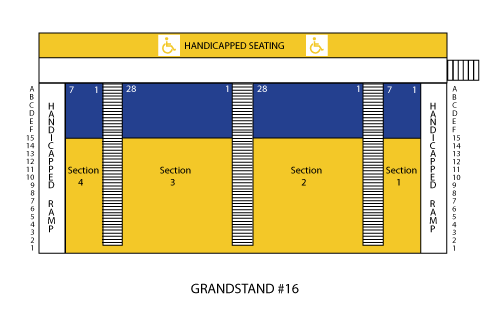 HANDICAPPED SEATING
7 1 28 1 28 1 7 1
A
B
C
D
E
F
15
14
13
12
11
10
9
8
7
6
5
4
3
2
1
HANDICAPPED RAMP
Section
4
Section
3
Section
2
Section
1
HANDICAPPED RAMP
A
B
C
D
E
F
15
14
13
12
11
10
9
8
7
6
5
4
3
2
1
GRANDSTAND #16